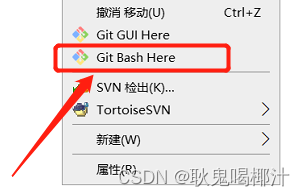 撤消 移动(U) Ctrl+Z
Git GUI Here
Git Bash Here
SVN 检出(K)...
TortoiseSVN
新建(W)
属性(R)
CSDN @耿鬼喝椰汁